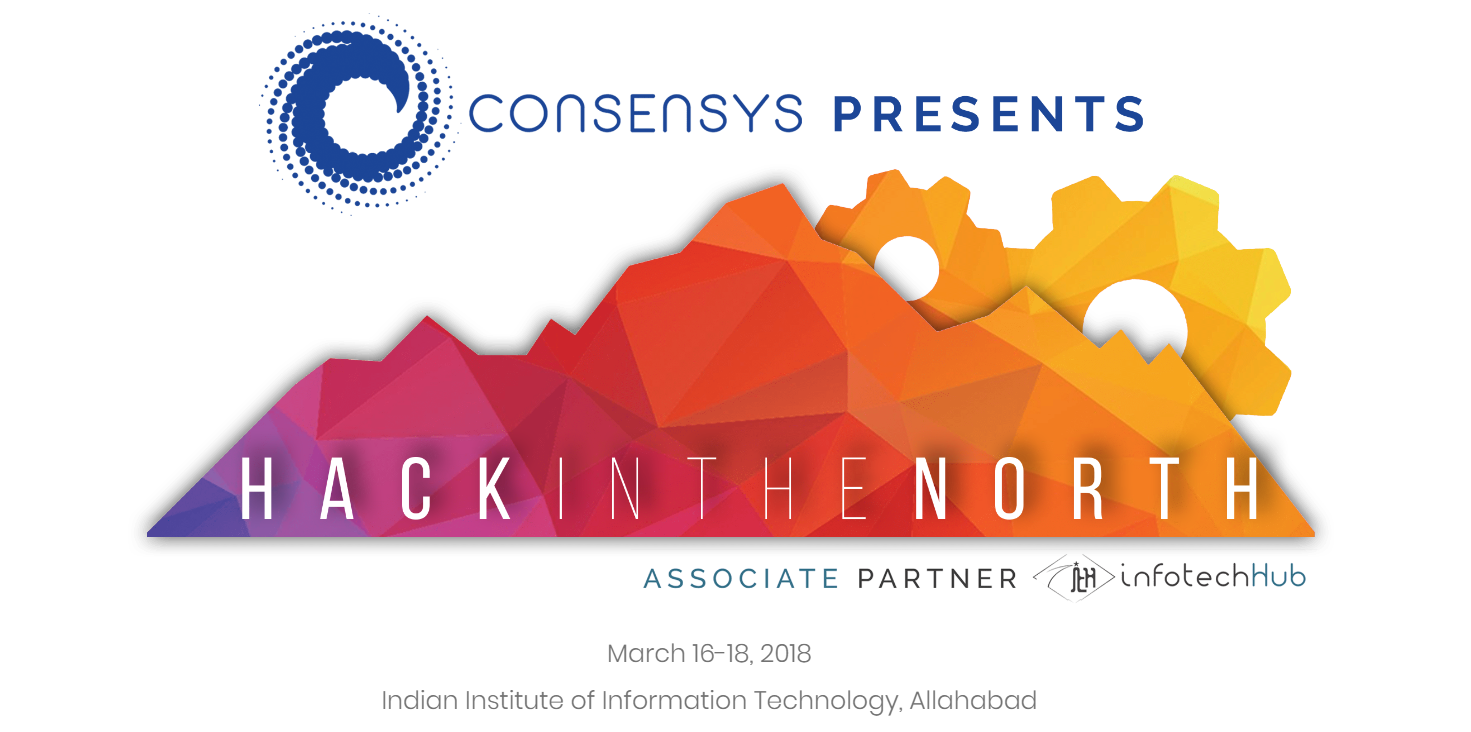 CONSENSYS PRESENTS
HACKINTHENORTH
ASSOCIATE PARTNER infotechHub
March 16-18, 2018
Indian Institute of Information Technology, Allahabad